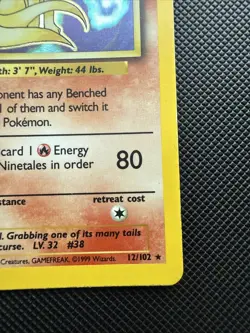 th: 3' 7", Weight: 44 lbs.
onent has any Benched
1 of them and switch it
Pokémon.
card 1 Energy
Ninetales in order
80
stance
retreat cost
l. Grabbing one of its many tails
curse. LV. 32 #38
Creatures, GAMEFREAK. ©1999 Wizards. 12/102 ★